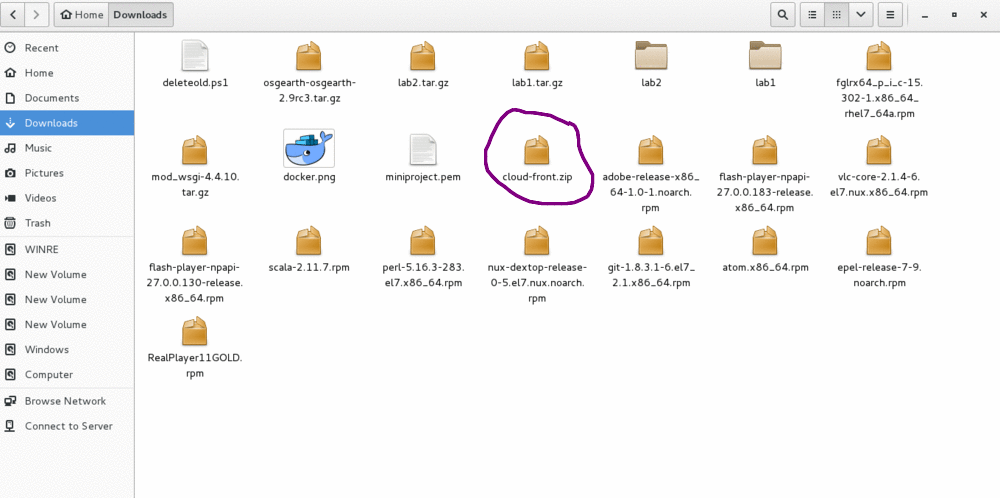 Home Downloads
Recent
Home
Documents
Downloads
Music
Pictures
Videos
Trash
WINRE
New Volume
New Volume
New Volume
Windows
Computer
Browse Network
Connect to Server
deleteold.ps1
osgearth-osgearth-
2.9rc3.tar.gz
lab2.tar.gz
lab1.tar.gz
lab2
lab1
fglrx64_p_i_c-15.
302-1.x86_64_
rhel7_64a.rpm
mod_wsgi-4.4.10.
tar.gz
docker.png
miniproject.pem
cloud-front.zip
adobe-release-x86_
64-1.0-1.noarch.
rpm
flash-player-npapi-
27.0.0.183-release.
x86_64.rpm
vlc-core-2.1.4-6.
el7.nux.x86_64.rpm
flash-player-npapi-
27.0.0.130-release.
x86_64.rpm
scala-2.11.7.rpm
perl-5.16.3-283.
el7.x86_64.rpm
nux-dextop-release-
0-5.el7.nux.noarch.
rpm
git-1.8.3.1-6.el7_
2.1.x86_64.rpm
atom.x86_64.rpm
epel-release-7-9.
noarch.rpm
RealPlayer11GOLD.
rpm